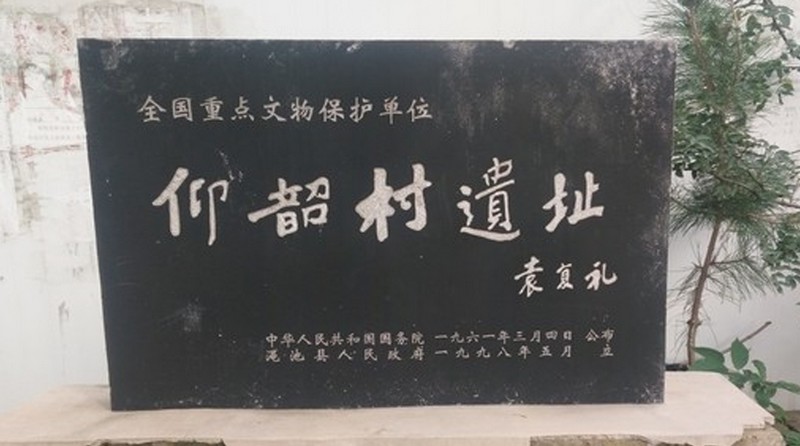 全国重点文物保护单位
仰韶村遺址
袁复礼
中华人民共和国国务院 一九六一年三月四日 公布
渑池县人民政府 一九九八年五月 立